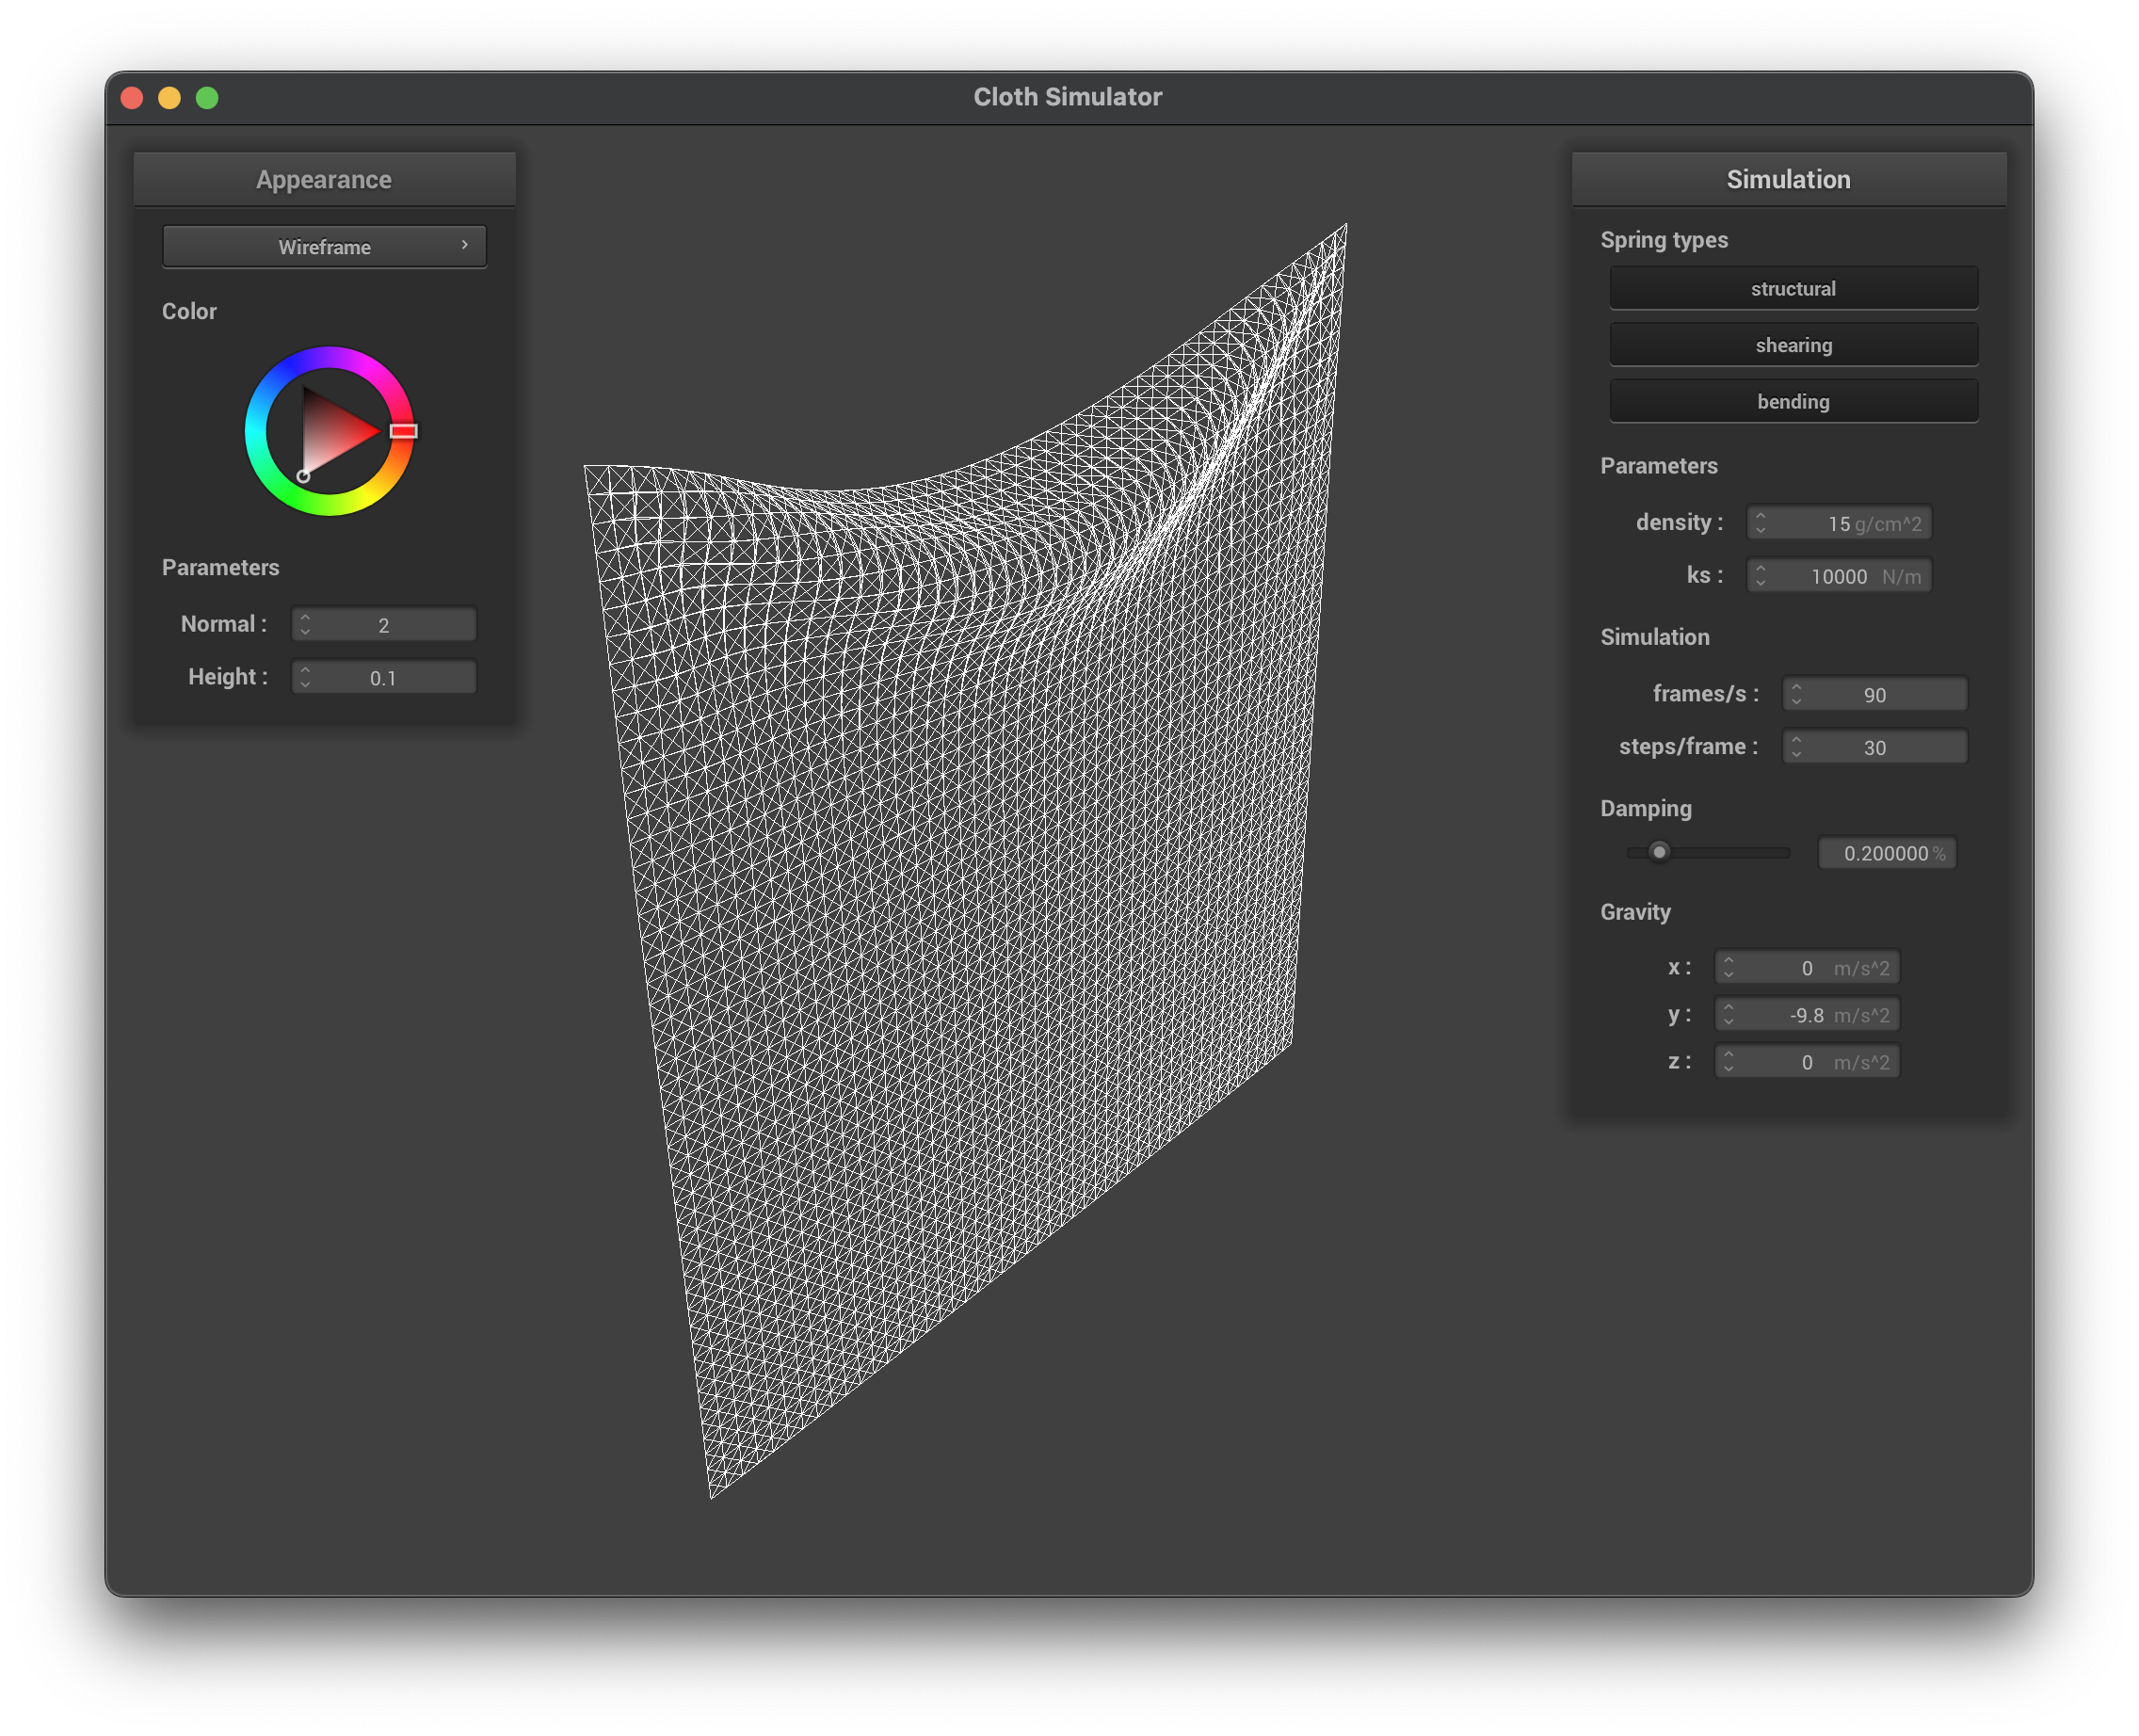 Cloth Simulator
Appearance
Wireframe
Color
Parameters
Normal : 2
Height : 0.1
Simulation
Spring types
structural
shearing
bending
Parameters
density : 15 g/cm^2
ks : 10000 N/m
Simulation
frames/s : 90
steps/frame : 30
Damping
0.200000 %
Gravity
x : 0 m/s^2
y : -9.8 m/s^2
z : 0 m/s^2